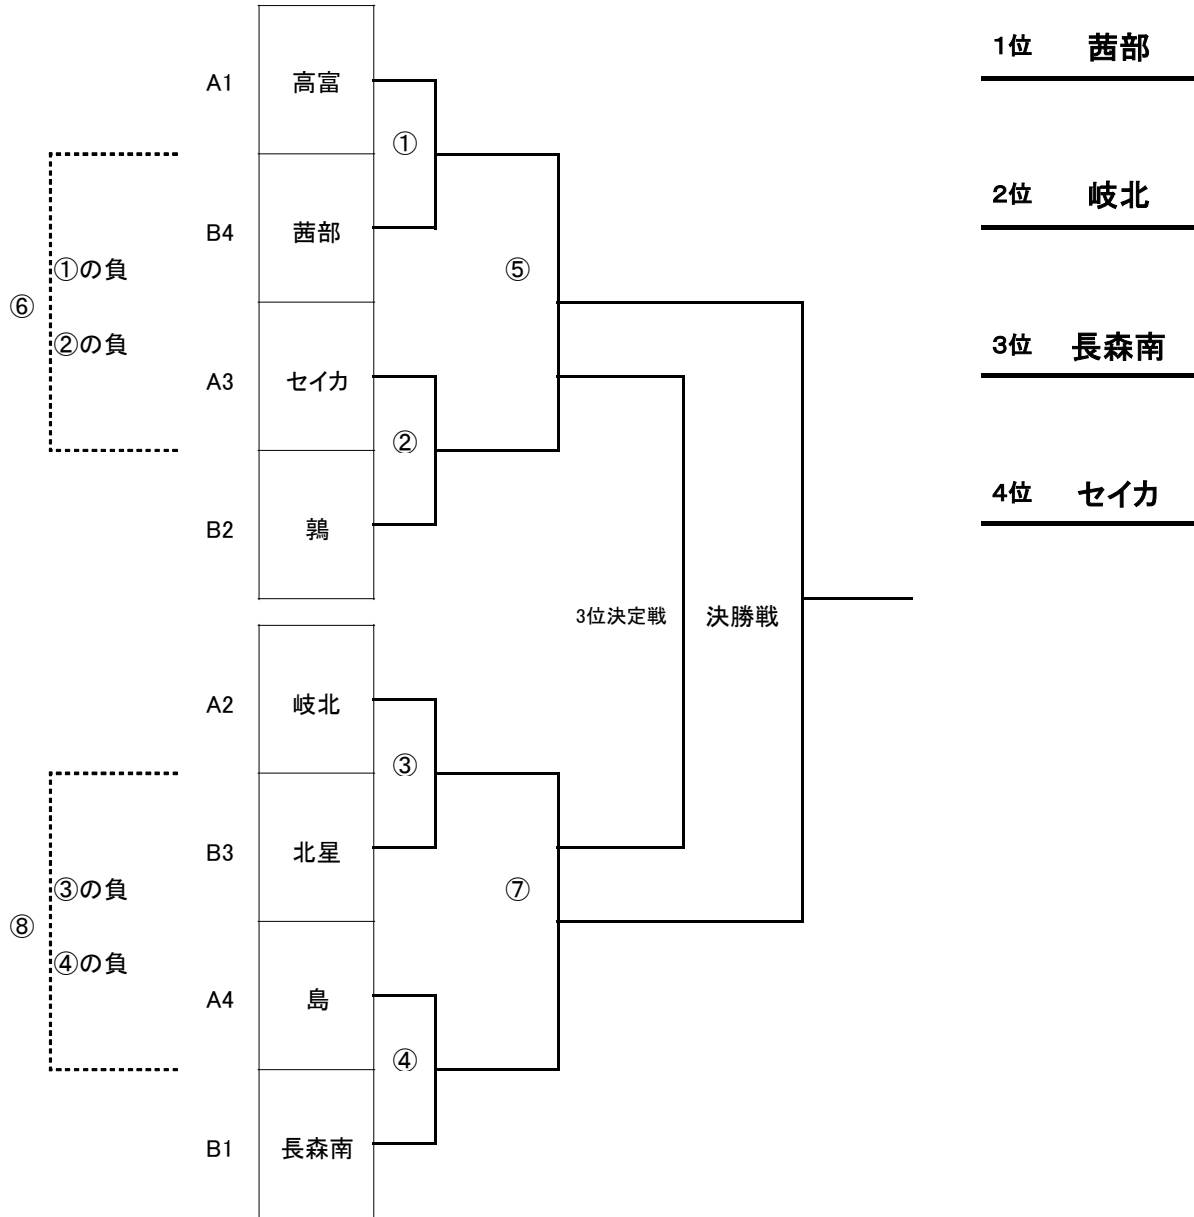 1位 茜部
A1 高富
①
2位 岐北
B4 茜部
①の負
⑤
⑥
②の負
3位 長森南
A3 セイカ
②
4位 セイカ
B2 鶉
3位決定戦 決勝戦
A2 岐北
③
B3 北星
③の負
⑦
⑧
④の負
A4 島
④
B1 長森南